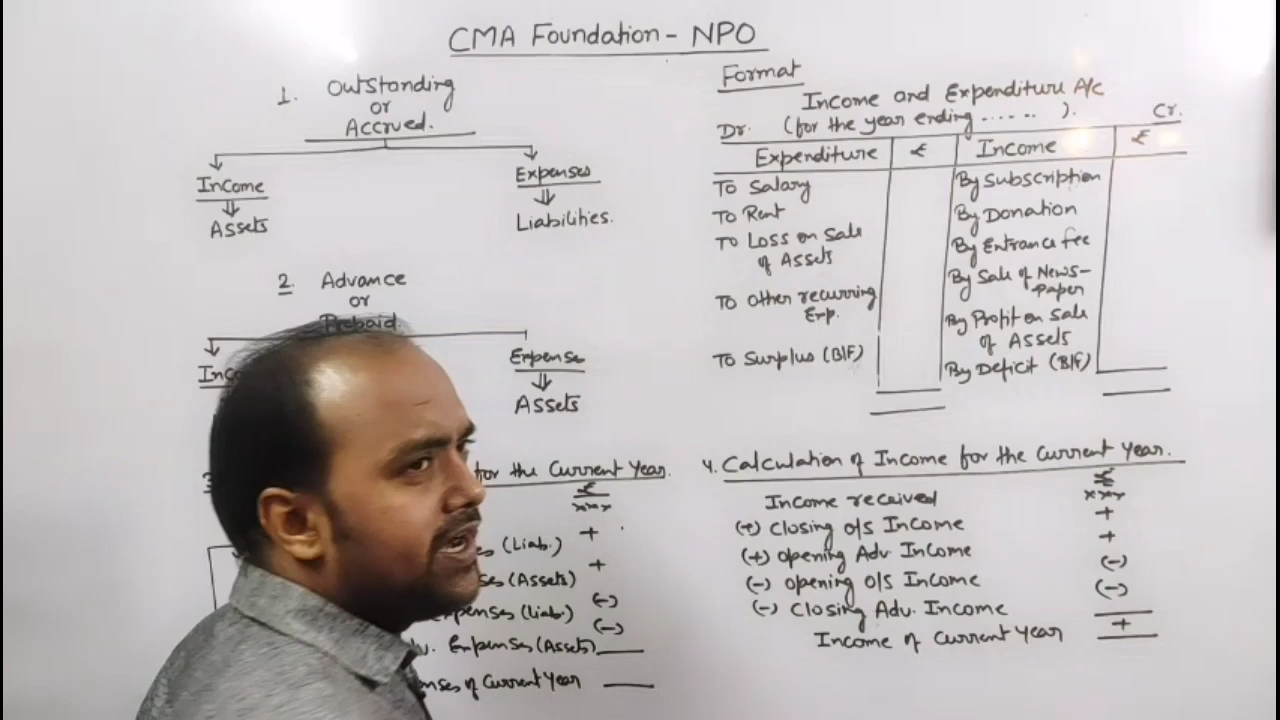 CMA Foundation - NPO
1. Outstanding
or
Accrued.
Income
Expenses
Assets
Liabilities.
2. Advance
or
Prepaid.
Expenses
Assets
for the Current Year.
₹
xxx
(Liab.) +
(Assets) +
(Liab.) (-)
Expenses (Assets) (-)
of Current Year
Format
Income and Expenditure A/c
(for the year ending ...... ).
Dr. Cr.
Expenditure ₹ Income ₹
To Salary By Subscription
To Rent By Donation
To Loss on Sale By Entrance fee
of Assets By Sale of News-
Paper
To Other recurring By Profit on Sale
Exp. of Assets
To Surplus (B/F) By Deficit (B/F)
4. Calculation of Income for the Current Year.
₹
Income received xxx
(+) Closing o/s Income +
(+) Opening Adv. Income +
(-) Opening o/s Income (-)
(-) Closing Adv. Income (-)
Income of Current Year +